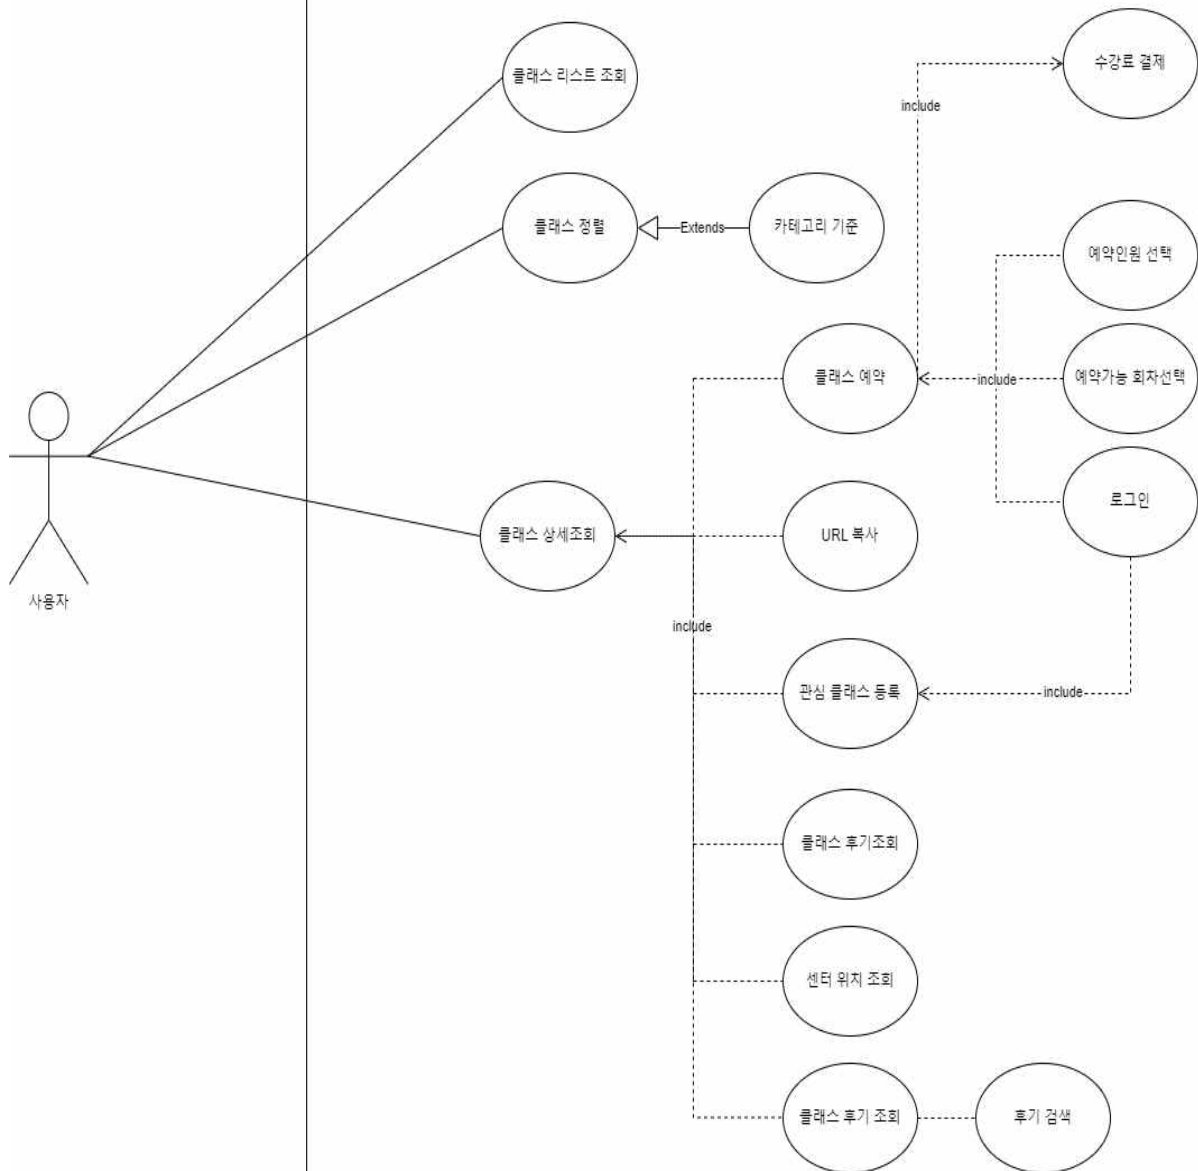 클래스 리스트 조회
수강료 결제
include
클래스 정렬
Extends
카테고리 기준
예약인원 선택
클래스 예약
include
예약가능 회차선택
로그인
클래스 상세조회
URL 복사
사용자
include
관심 클래스 등록
include
클래스 후기조회
센터 위치 조회
클래스 후기 조회
후기 검색